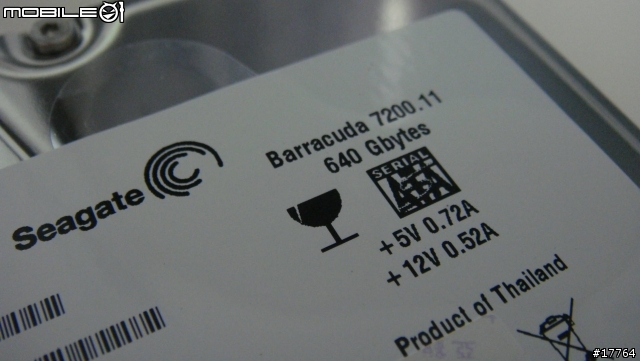 MOBILE01
Seagate
Barracuda 7200.11
640 Gbytes
SERIAL
ATA
+5V 0.72A
+12V 0.52A
Product of Thailand
#17764